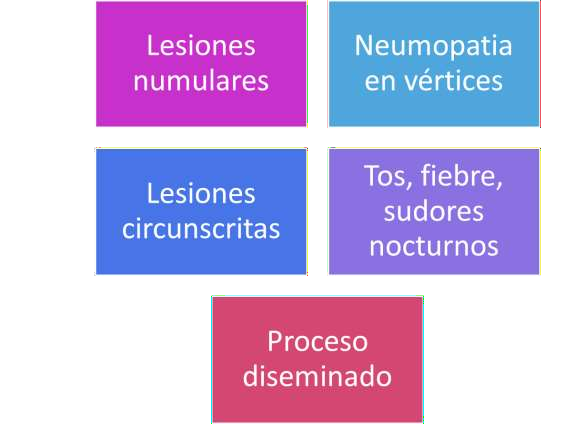 Lesiones
numulares
Neumopatia
en vértices
Lesiones
circunscritas
Tos, fiebre,
sudores
nocturnos
Proceso
diseminado